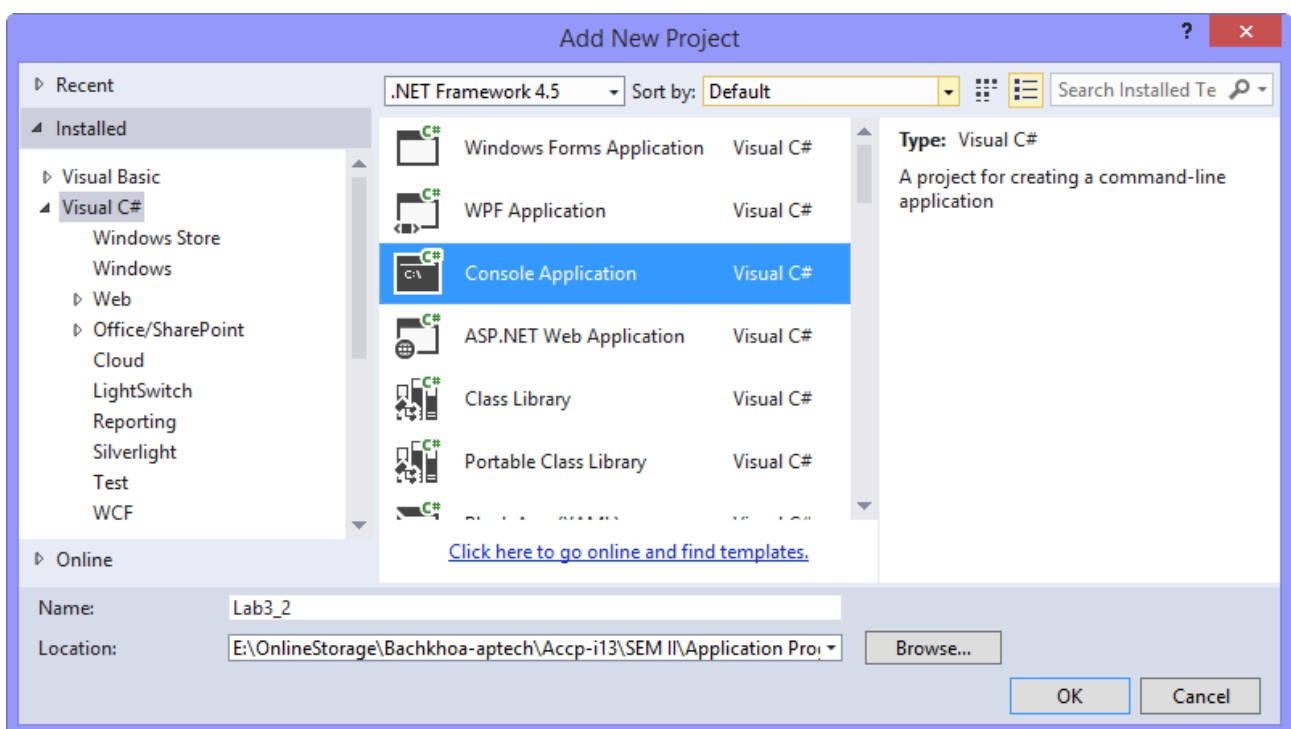 Add New Project
?
Recent
.NET Framework 4.5
Sort by:
Default
Search Installed Te
Installed
Visual Basic
Visual C#
Windows Store
Windows
Web
Office/SharePoint
Cloud
LightSwitch
Reporting
Silverlight
Test
WCF
Online
C# Windows Forms Application Visual C#
C# WPF Application Visual C#
C# C:\ Console Application Visual C#
C# ASP.NET Web Application Visual C#
C# Class Library Visual C#
C# Portable Class Library Visual C#
C#
Click here to go online and find templates.
Type: Visual C#
A project for creating a command-line
application
Name: Lab3_2
Location: E:\OnlineStorage\Bachkhoa-aptech\Accp-i13\SEM II\Application
Browse...
OK
Cancel